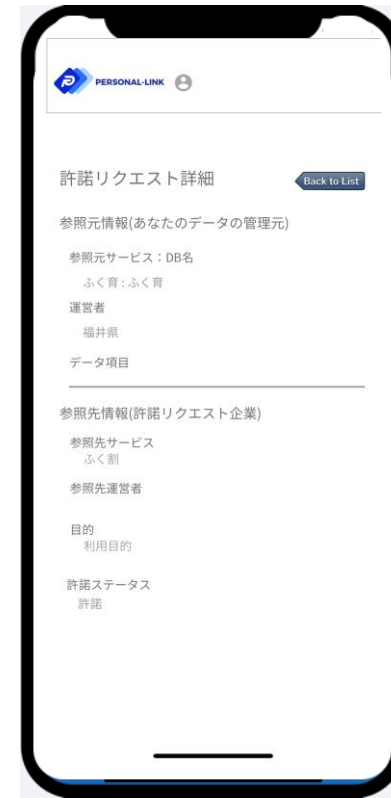 PERSONAL-LINK
許諾リクエスト詳細
Back to List
参照元情報(あなたのデータの管理元)
参照元サービス：DB名
ふく育:ふく育
運営者
福井県
データ項目
参照先情報(許諾リクエスト企業)
参照先サービス
ふく割
参照先運営者
目的
利用目的
許諾ステータス
許諾